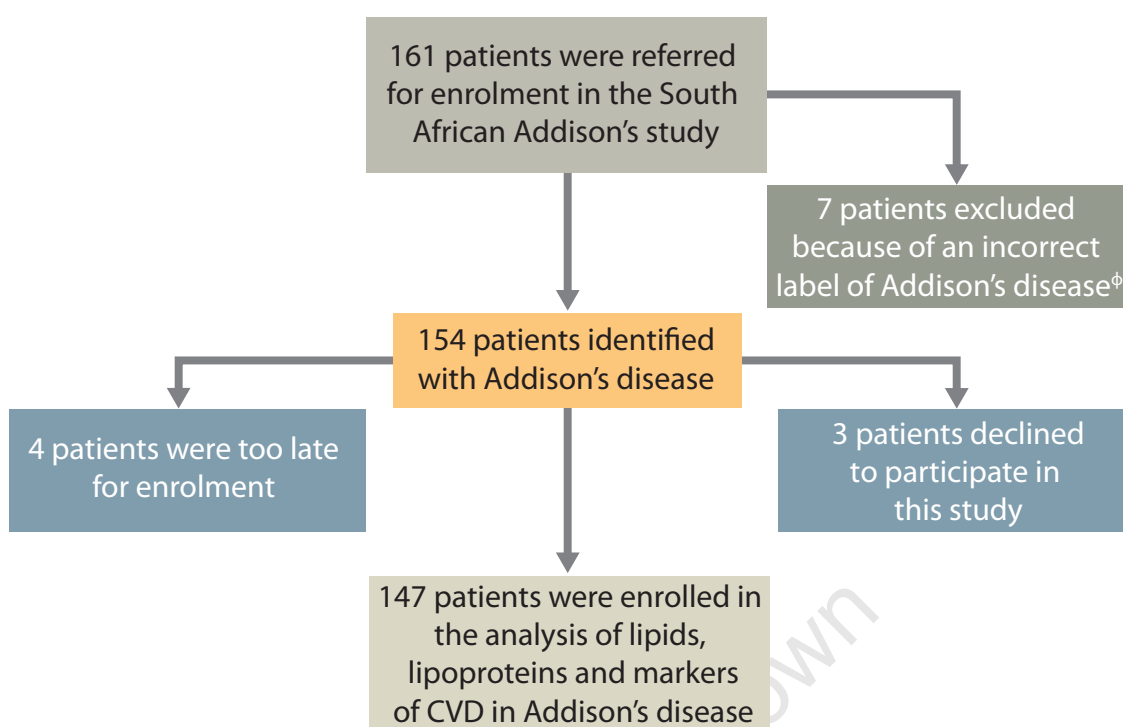 161 patients were referred
for enrolment in the South
African Addison’s study
7 patients excluded
because of an incorrect
label of Addison’s diseaseᶲ
154 patients identified
with Addison’s disease
4 patients were too late
for enrolment
3 patients declined
to participate in
this study
147 patients were enrolled in
the analysis of lipids,
lipoproteins and markers
of CVD in Addison’s disease